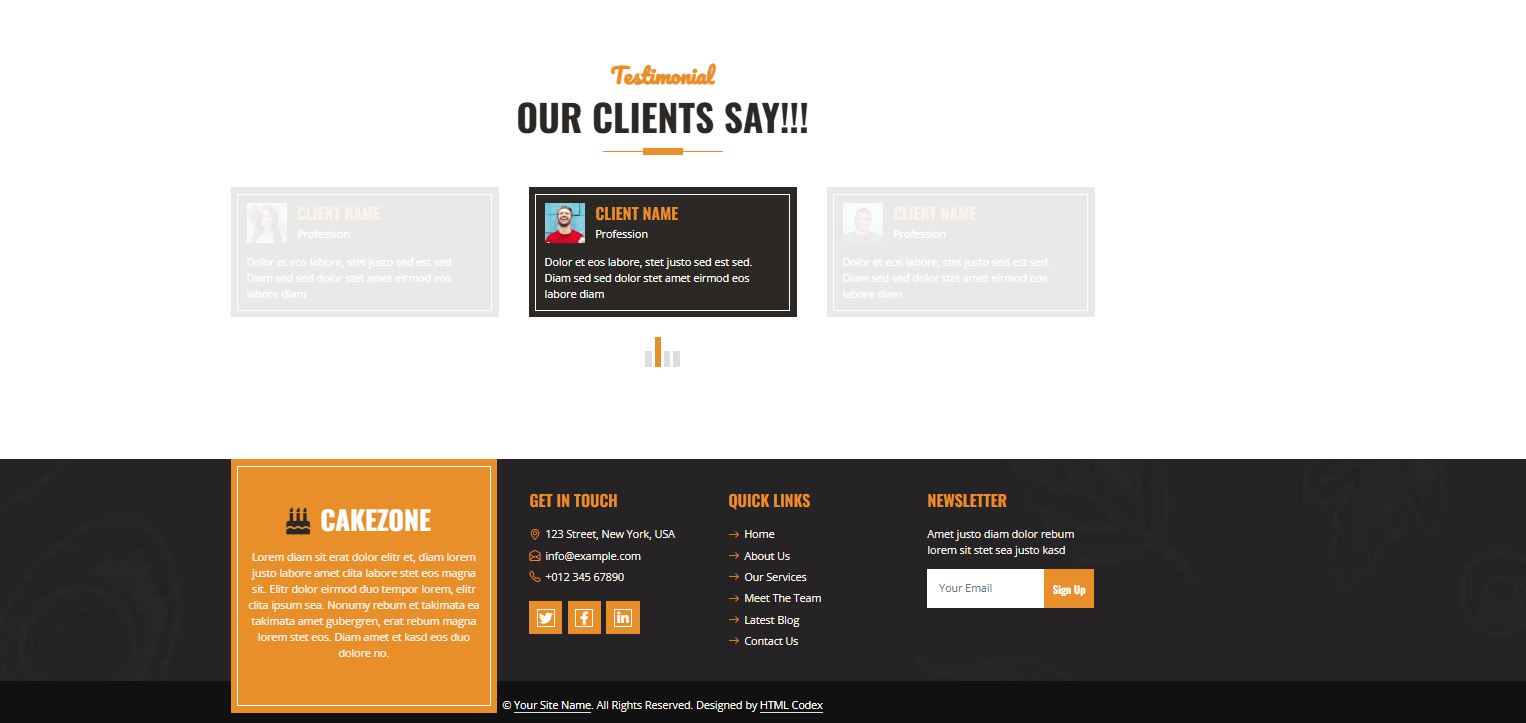 Testimonial
OUR CLIENTS SAY!!!
CLIENT NAME
Profession
Dolor et eos labore, stet justo sed est sed.
Diam sed sed dolor stet amet eirmod eos
labore diam
CLIENT NAME
Profession
Dolor et eos labore, stet justo sed est sed.
Diam sed sed dolor stet amet eirmod eos
labore diam
CLIENT NAME
Profession
Dolor et eos labore, stet justo sed est sed.
Diam sed sed dolor stet amet eirmod eos
labore diam
CAKEZONE
Lorem diam sit erat dolor elitr et, diam lorem
justo labore amet clita labore stet eos magna
sit. Elitr dolor eirmod duo tempor lorem, elitr
clita ipsum sea. Nonumy rebum et takimata ea
takimata amet gubergren, erat rebum magna
lorem stet eos. Diam amet et kasd eos duo
dolore no.
GET IN TOUCH
123 Street, New York, USA
info@example.com
+012 345 67890
QUICK LINKS
Home
About Us
Our Services
Meet The Team
Latest Blog
Contact Us
NEWSLETTER
Amet justo diam dolor rebum
lorem sit stet sea justo kasd
Your Email
Sign Up
© Your Site Name. All Rights Reserved. Designed by HTML Codex